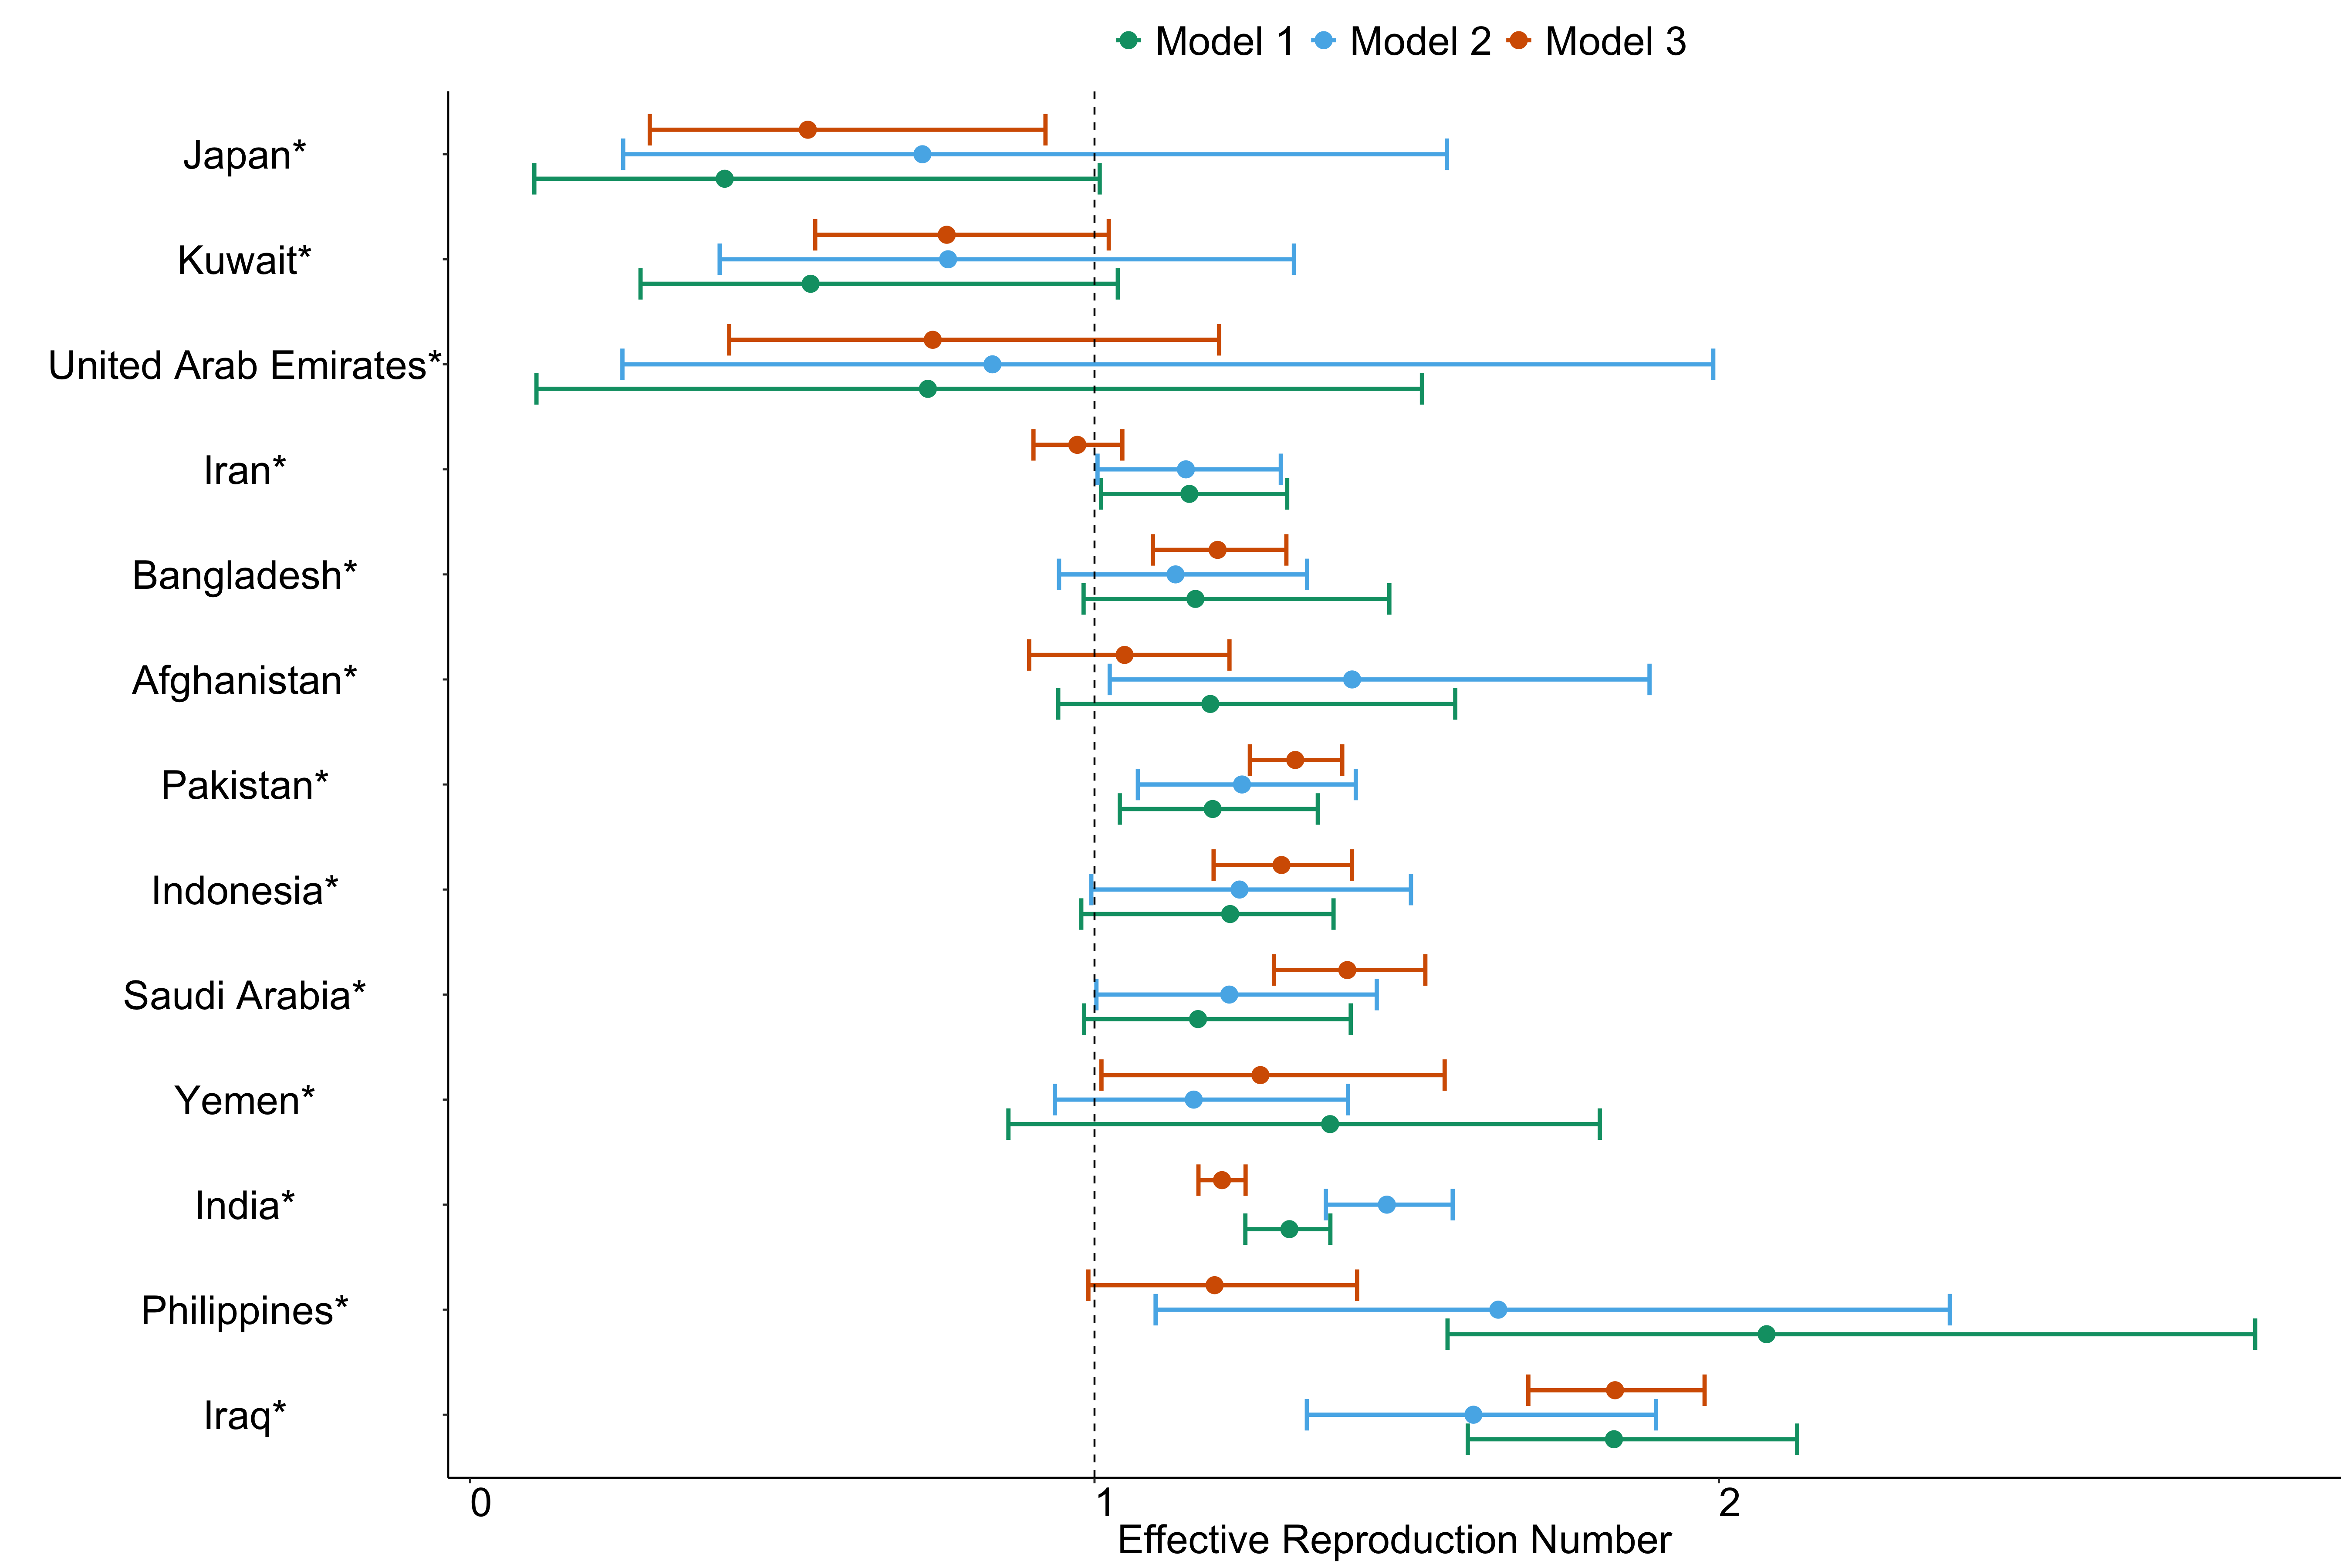 Model 1 Model 2 Model 3
Japan*
Kuwait*
United Arab Emirates*
Iran*
Bangladesh*
Afghanistan*
Pakistan*
Indonesia*
Saudi Arabia*
Yemen*
India*
Philippines*
Iraq*
0 1 2
Effective Reproduction Number